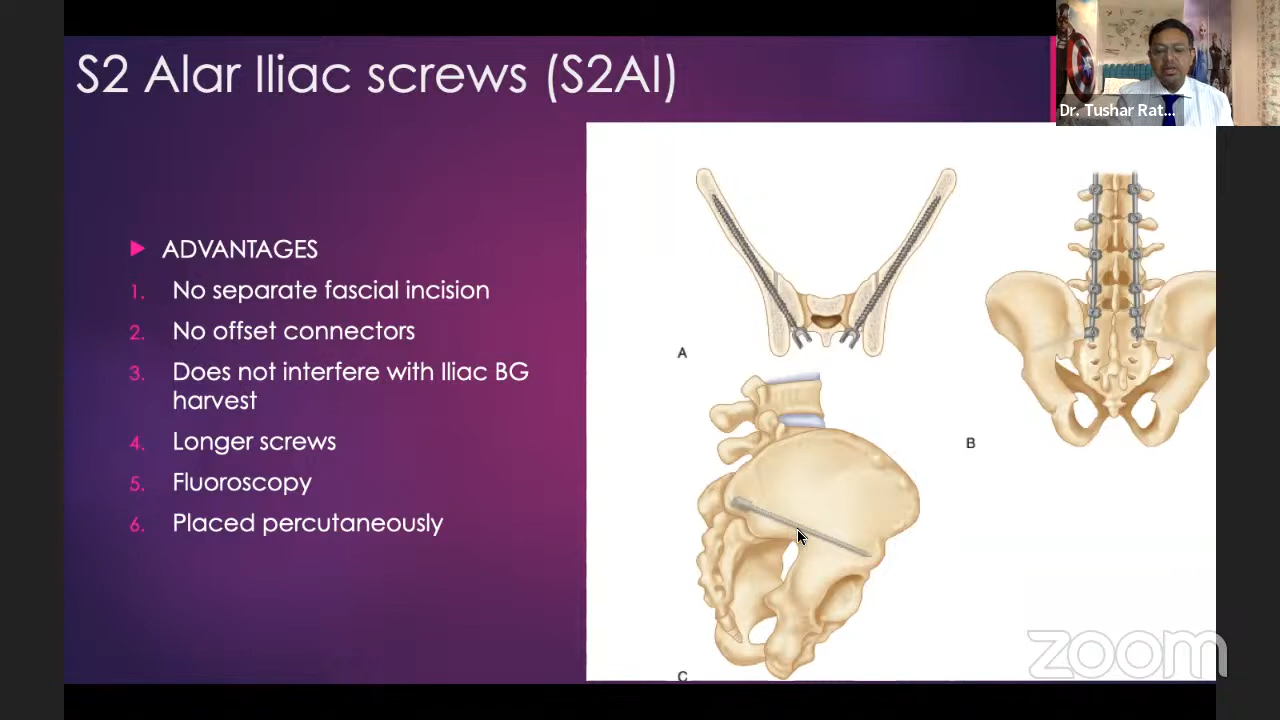 S2 Alar Iliac screws (S2AI)
Dr. Tushar Rat...
ADVANTAGES
1. No separate fascial incision
2. No offset connectors
3. Does not interfere with Iliac BG
harvest
4. Longer screws
5. Fluoroscopy
6. Placed percutaneously
A
B
C
zoom